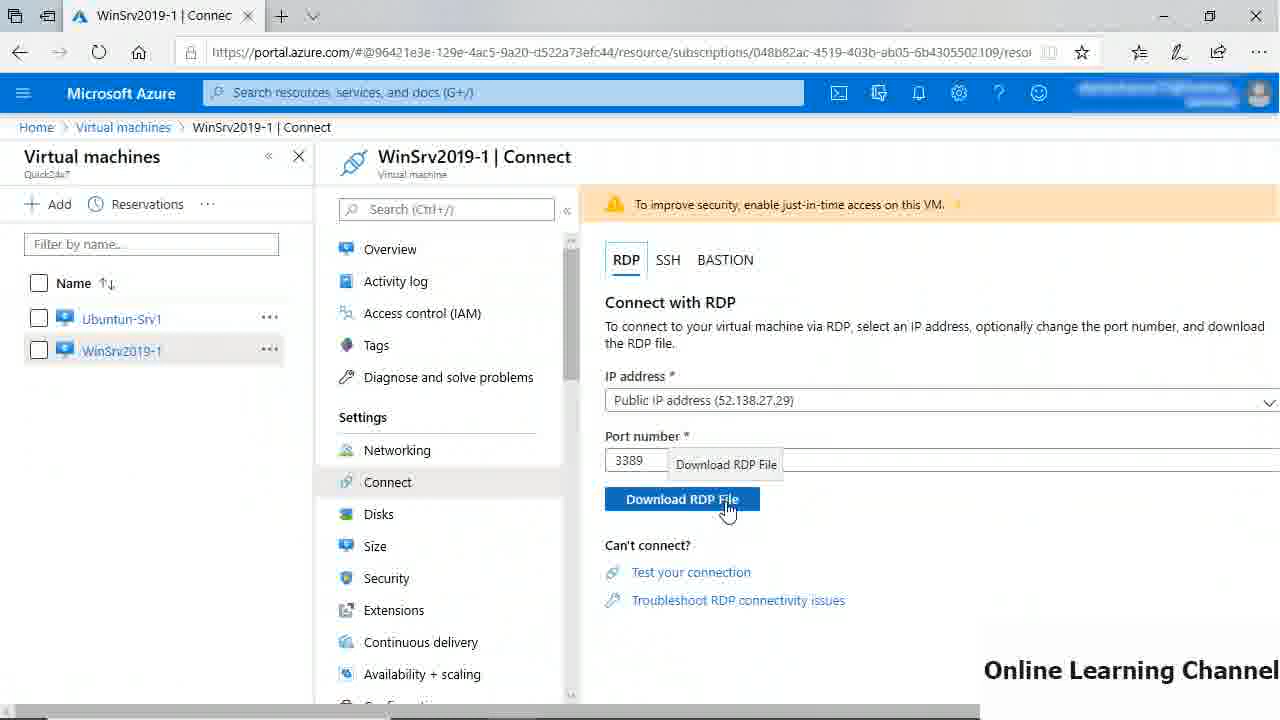 WinSrv2019-1 | Connec
https://portal.azure.com/#@96421e3e-129e-4ac5-9a20-d522a73efc44/resource/subscriptions/048b82ac-4519-403b-ab05-6b4305502109/resou
Microsoft Azure
Search resources, services, and docs (G+/)
Home > Virtual machines > WinSrv2019-1 | Connect
Virtual machines
Quick24x7
Add
Reservations
Filter by name...
Name
Ubuntun-Srv1
WinSrv2019-1
WinSrv2019-1 | Connect
Virtual machine
Search (Ctrl+/)
Overview
Activity log
Access control (IAM)
Tags
Diagnose and solve problems
Settings
Networking
Connect
Disks
Size
Security
Extensions
Continuous delivery
Availability + scaling
To improve security, enable just-in-time access on this VM.
RDP SSH BASTION
Connect with RDP
To connect to your virtual machine via RDP, select an IP address, optionally change the port number, and download
the RDP file.
IP address *
Public IP address (52.138.27.29)
Port number *
3389
Download RDP File
Download RDP File
Can't connect?
Test your connection
Troubleshoot RDP connectivity issues
Online Learning Channel